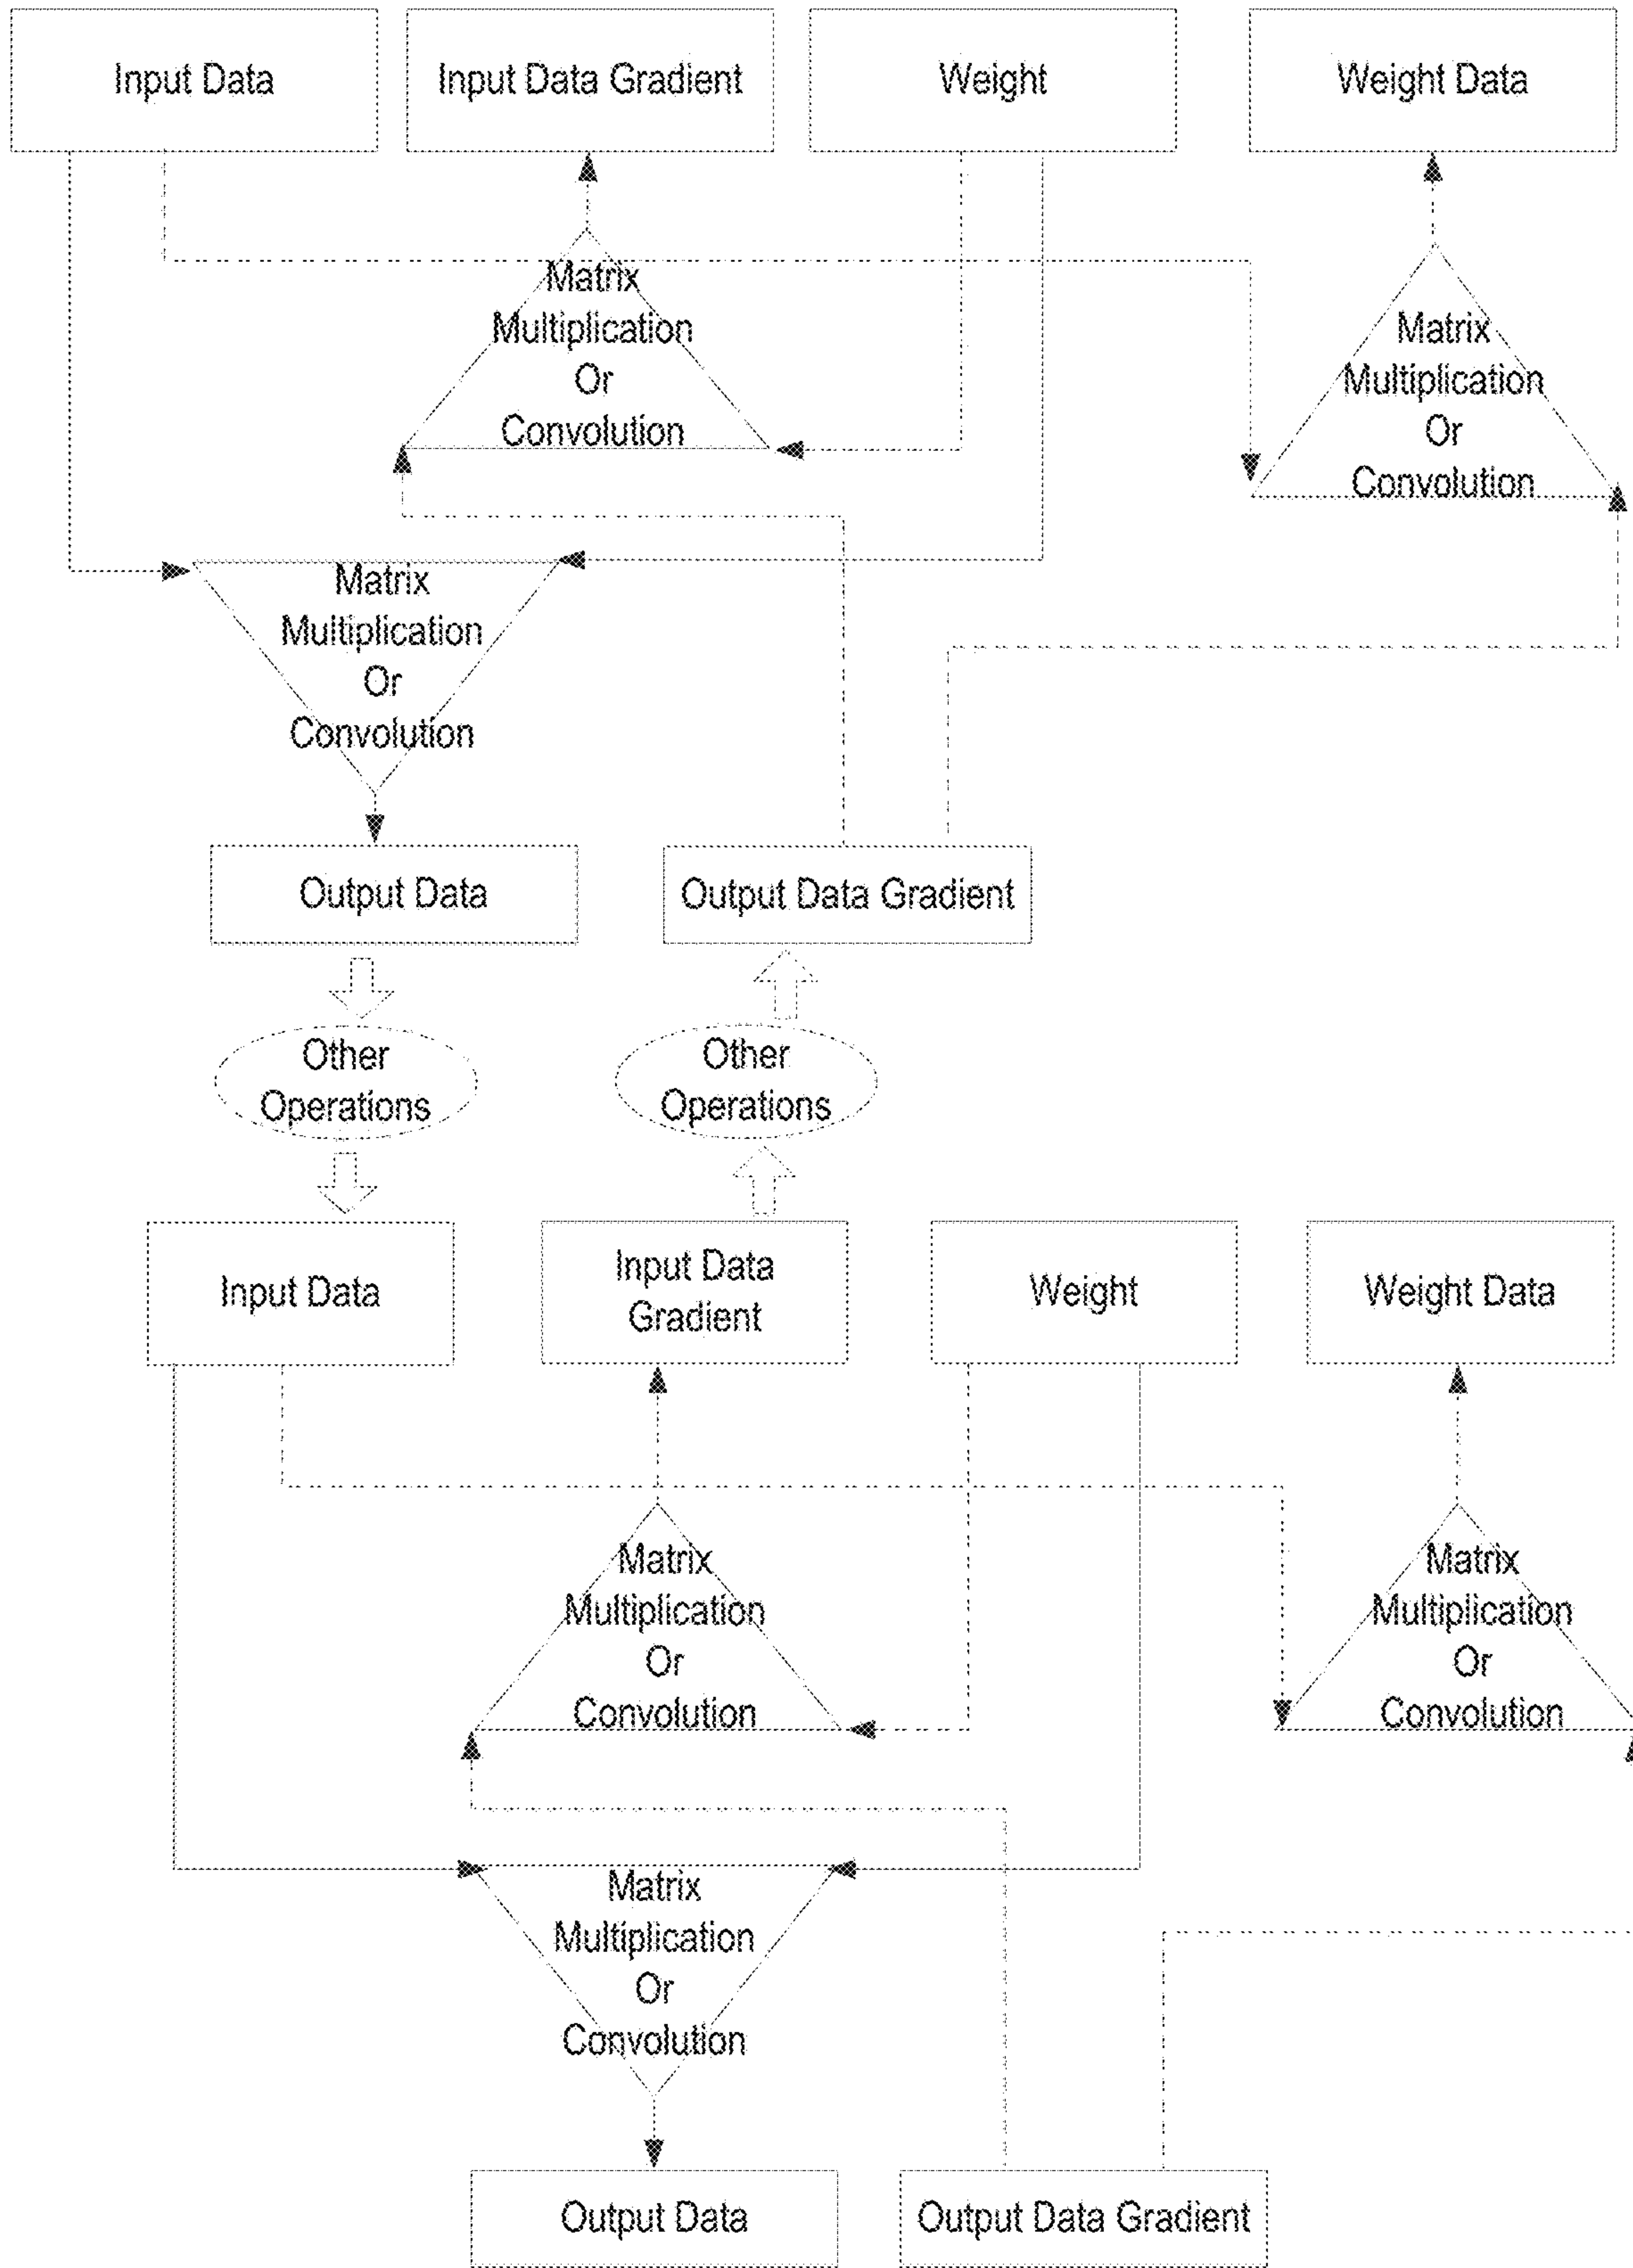 Input Data
Input Data Gradient
Weight
Weight Data
Matrix
Multiplication
Or
Convolution
Matrix
Multiplication
Or
Convolution
Matrix
Multiplication
Or
Convolution
Output Data
Output Data Gradient
Other
Operations
Other
Operations
Input Data
Input Data
Gradient
Weight
Weight Data
Matrix
Multiplication
Or
Convolution
Matrix
Multiplication
Or
Convolution
Matrix
Multiplication
Or
Convolution
Output Data
Output Data Gradient